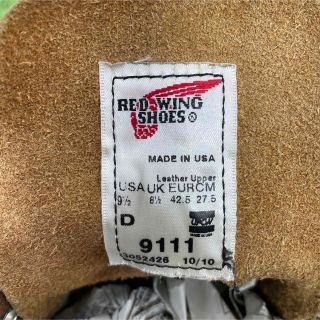 RED WING
SHOES®
MADE IN USA
Leather Upper
USA UK EUR CM
9½ 8½ 42.5 27.5
D
9111
10/10